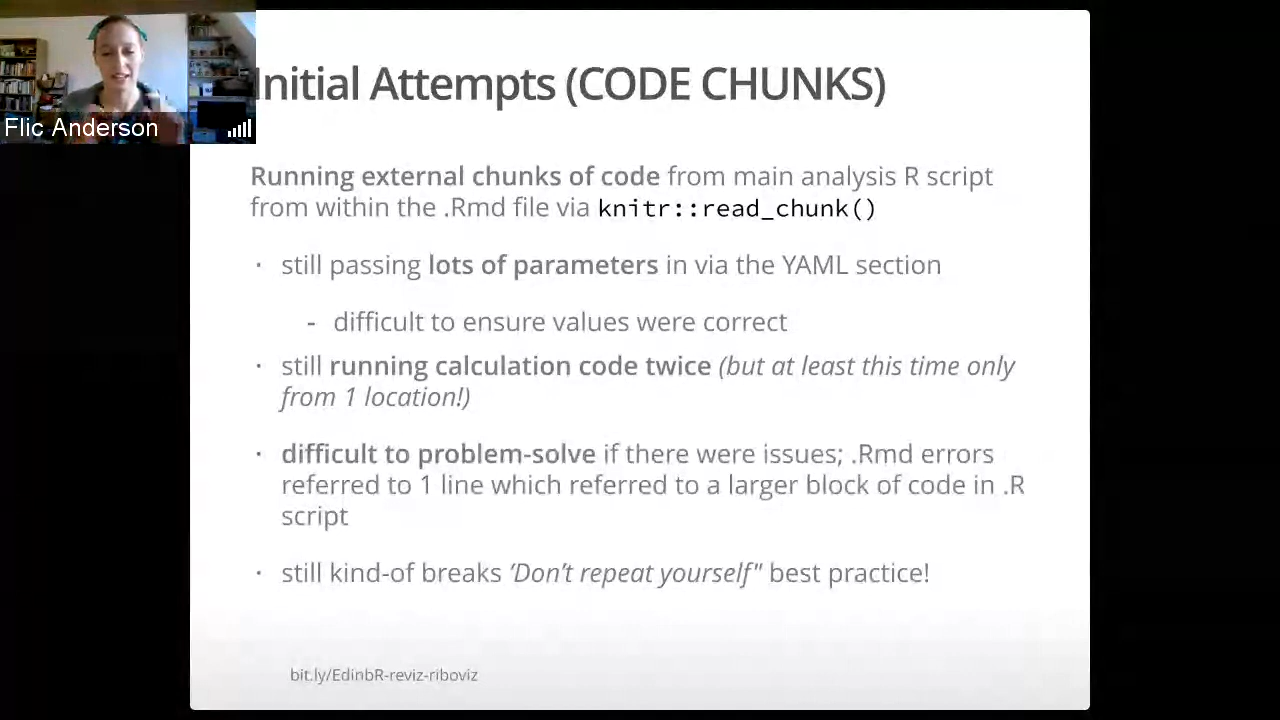 Initial Attempts (CODE CHUNKS)
Flic Anderson
Running external chunks of code from main analysis R script
from within the .Rmd file via knitr::read_chunk()
· still passing lots of parameters in via the YAML section
- difficult to ensure values were correct
· still running calculation code twice (but at least this time only
from 1 location!)
· difficult to problem-solve if there were issues; .Rmd errors
referred to 1 line which referred to a larger block of code in .R
script
· still kind-of breaks 'Don't repeat yourself" best practice!
bit.ly/EdinbR-reviz-riboviz